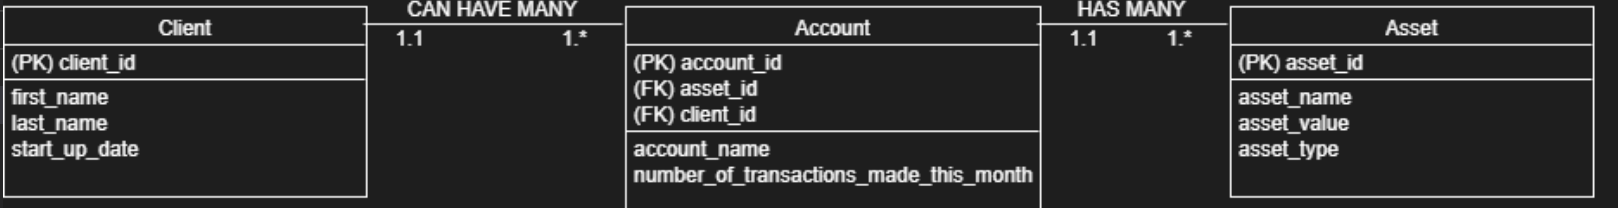 CAN HAVE MANY
HAS MANY
Client
1.1
1.*
Account
1.1
1.*
Asset
(PK) client_id
first_name
last_name
start_up_date
(PK) account_id
(FK) asset_id
(FK) client_id
account_name
number_of_transactions_made_this_month
(PK) asset_id
asset_name
asset_value
asset_type